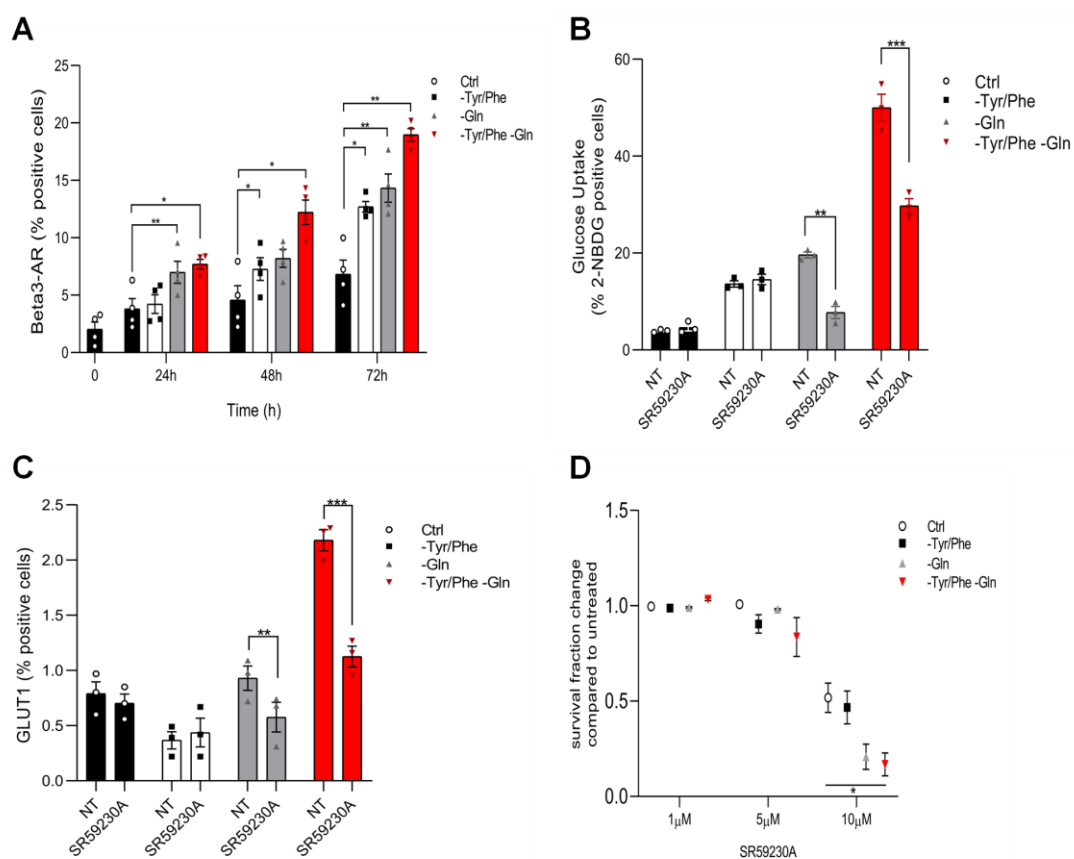 A
Beta3-AR (% positive cells)
25
20
15
10
5
0
0
24h
48h
72h
Time (h)
*
**
*
*
*
**
**
Ctrl
-Tyr/Phe
-Gln
-Tyr/Phe -Gln
B
Glucose Uptake
(% 2-NBDG positive cells)
60
40
20
0
**
***
NT
SR59230A
NT
SR59230A
NT
SR59230A
NT
SR59230A
Ctrl
-Tyr/Phe
-Gln
-Tyr/Phe -Gln
C
GLUT1 (% positive cells)
2.5
2.0
1.5
1.0
0.5
0.0
**
***
NT
SR59230A
NT
SR59230A
NT
SR59230A
NT
SR59230A
Ctrl
-Tyr/Phe
-Gln
-Tyr/Phe -Gln
D
survival fraction change
compared to untreated
1.5
1.0
0.5
0.0
*
1μM
5μM
10μM
SR59230A
Ctrl
-Tyr/Phe
-Gln
-Tyr/Phe -Gln